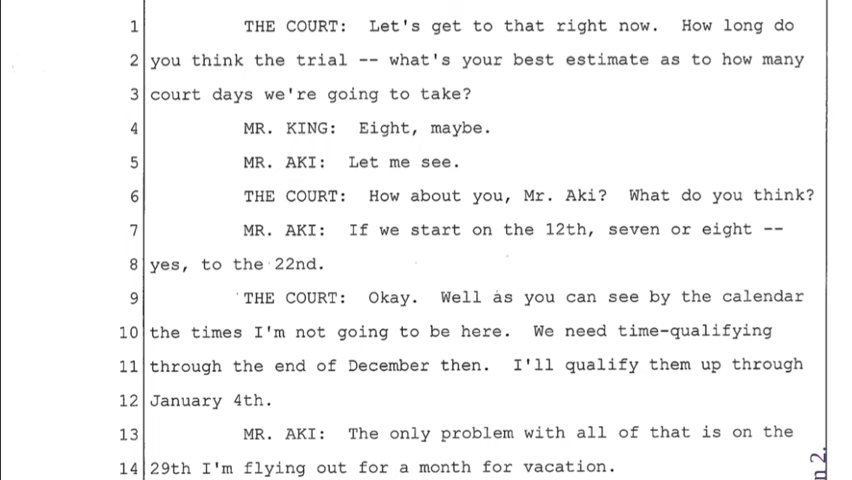 1 THE COURT: Let's get to that right now. How long do
2 you think the trial -- what's your best estimate as to how many
3 court days we're going to take?
4 MR. KING: Eight, maybe.
5 MR. AKI: Let me see.
6 THE COURT: How about you, Mr. Aki? What do you think?
7 MR. AKI: If we start on the 12th, seven or eight --
8 yes, to the 22nd.
9 THE COURT: Okay. Well as you can see by the calendar
10 the times I'm not going to be here. We need time-qualifying
11 through the end of December then. I'll qualify them up through
12 January 4th.
13 MR. AKI: The only problem with all of that is on the
14 29th I'm flying out for a month for vacation.
n 2.